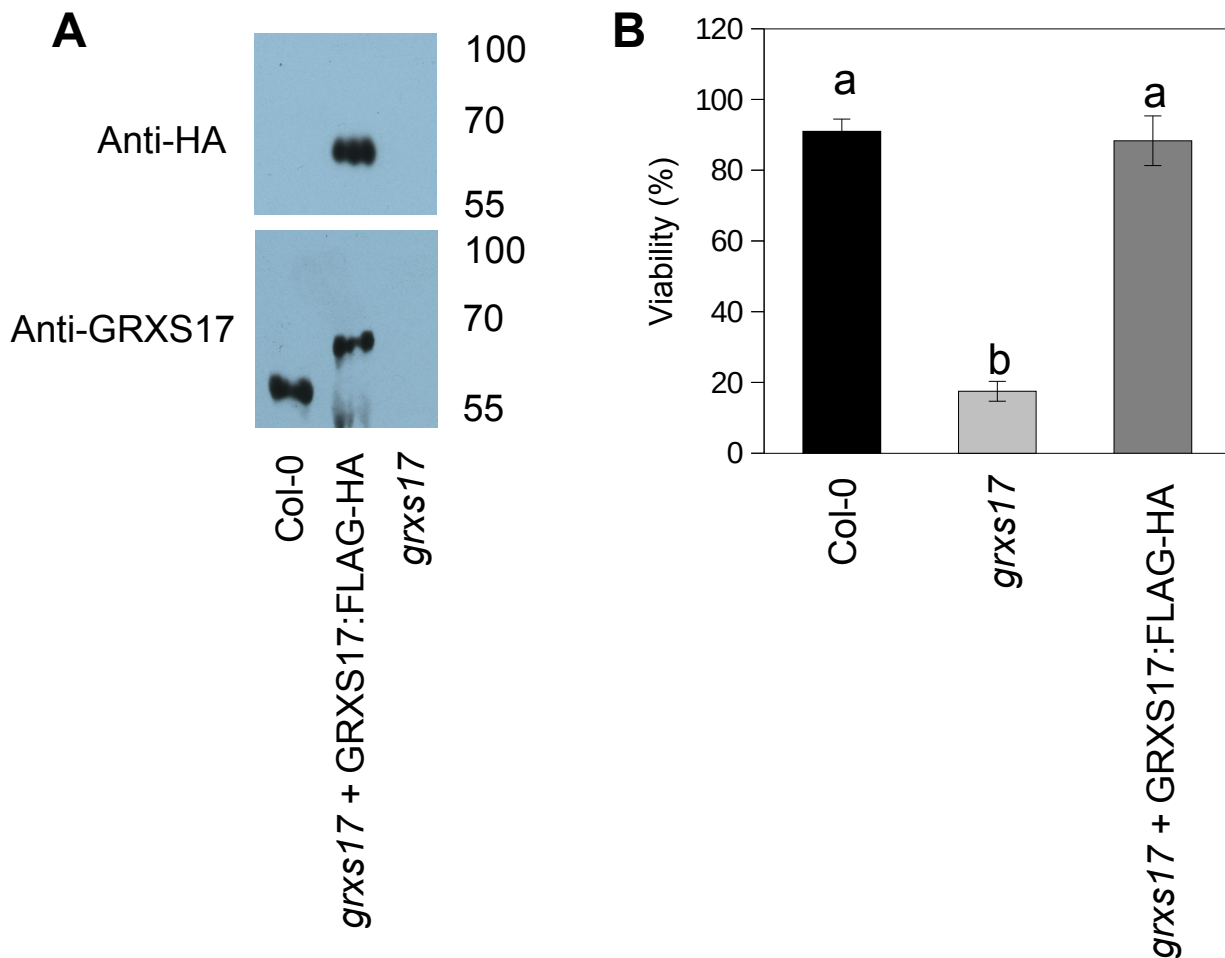 A
Anti-HA
100
70
55
Anti-GRXS17
100
70
55
Col-0
grxs17 + GRXS17:FLAG-HA
grxs17
B
Viability (%)
120
100
80
60
40
20
0
a
b
a
Col-0
grxs17
grxs17 + GRXS17:FLAG-HA